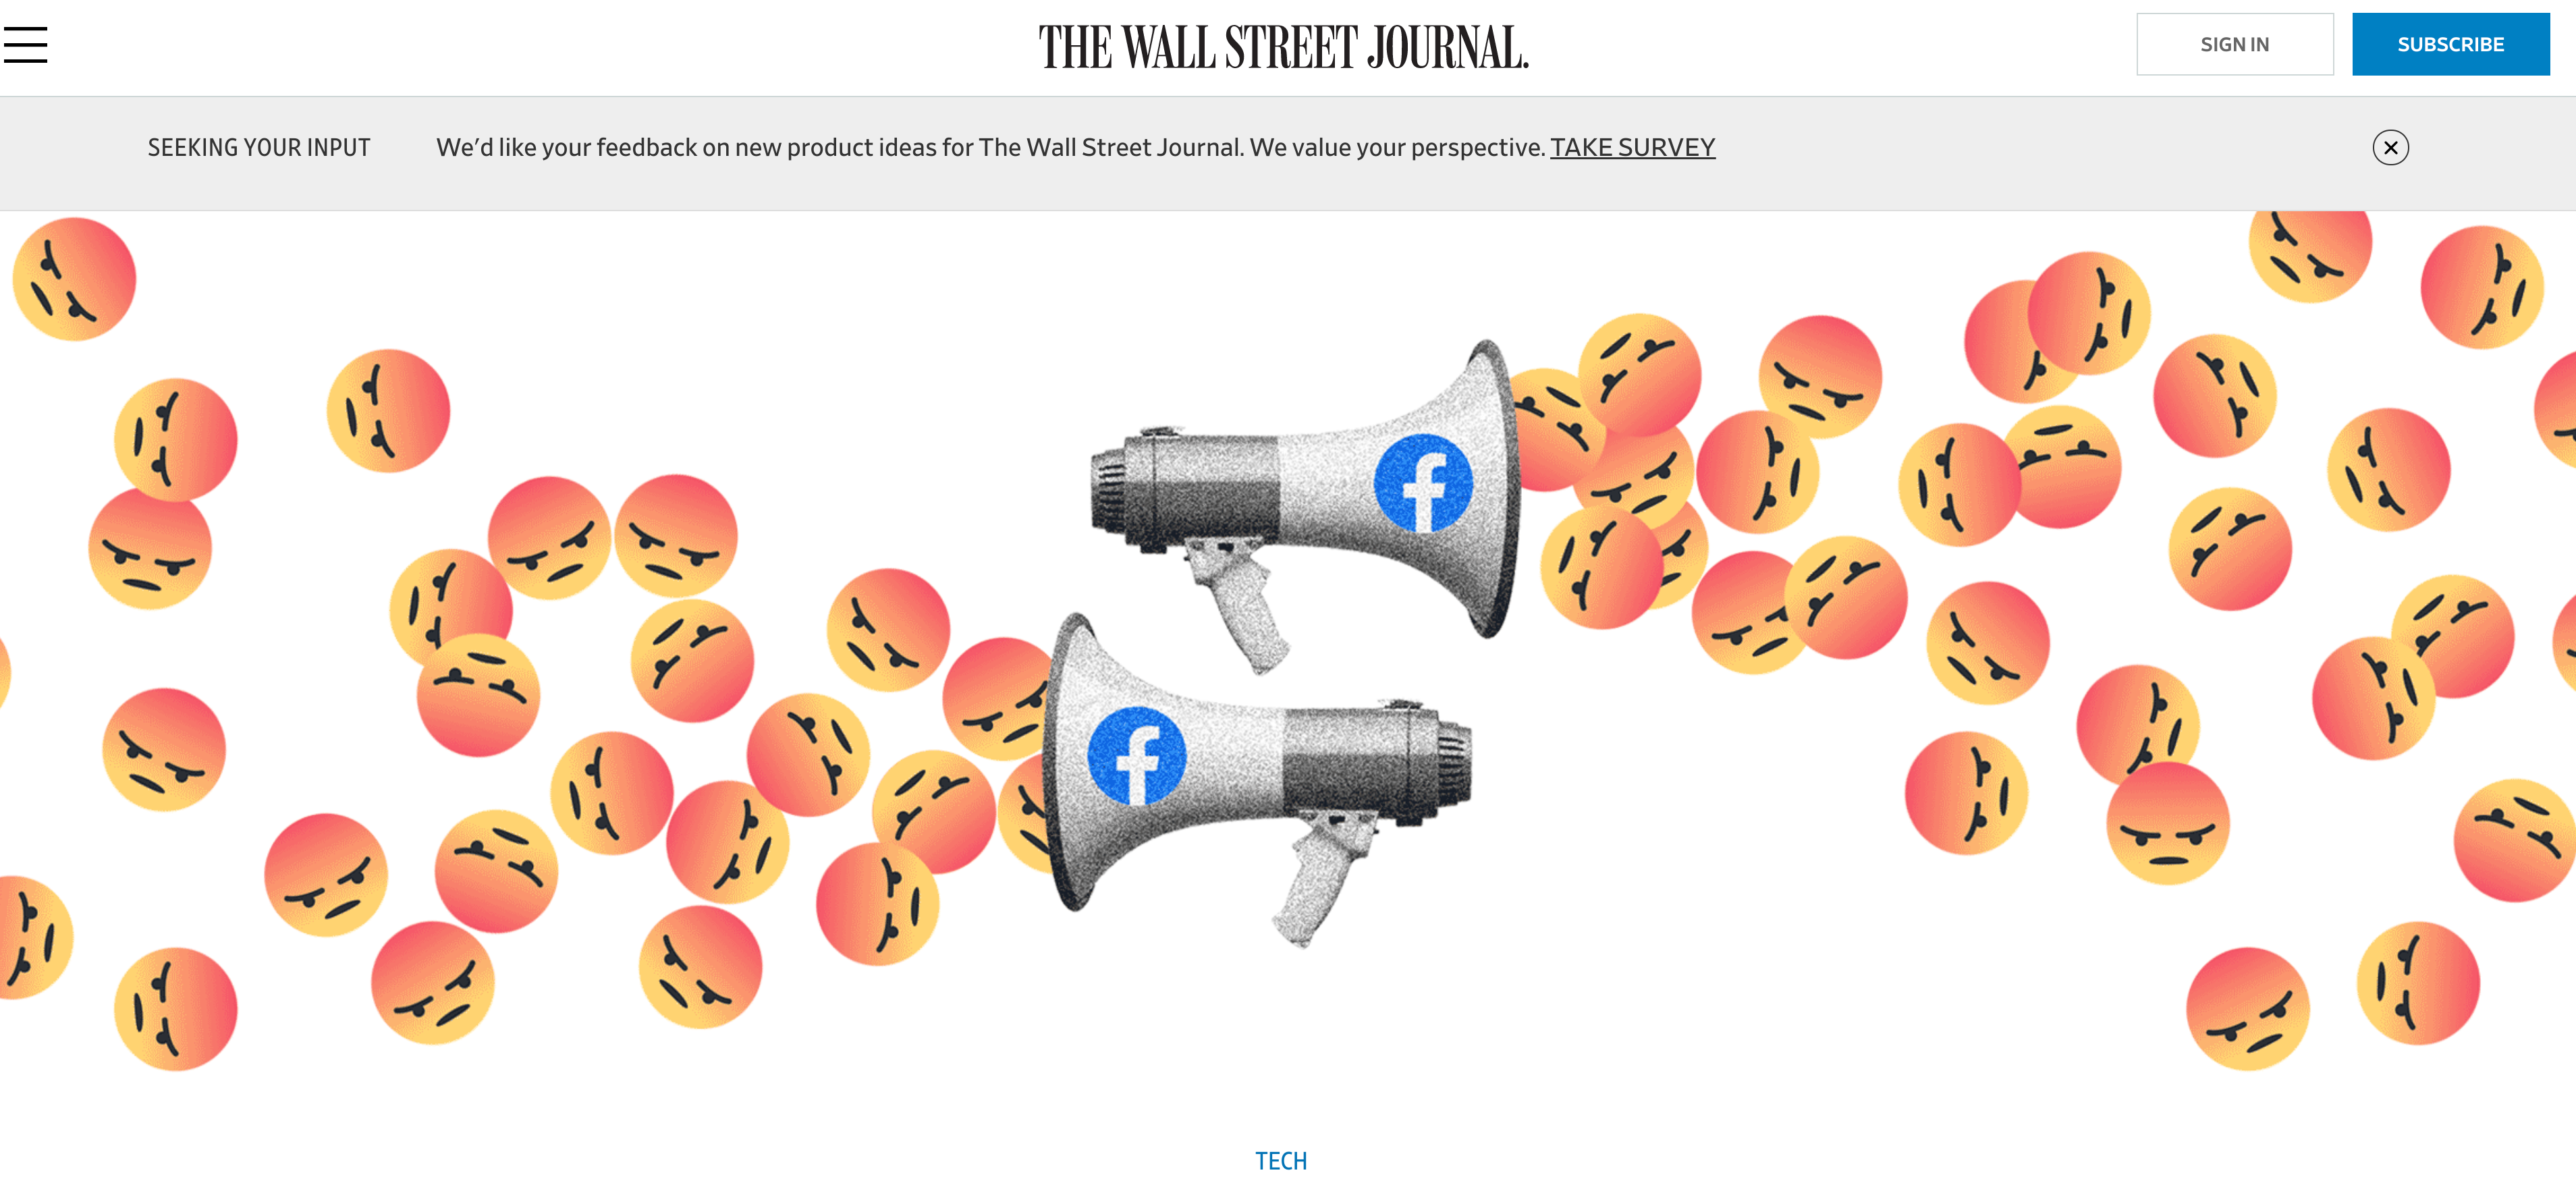 THE WALL STREET JOURNAL.
SIGN IN
SUBSCRIBE
SEEKING YOUR INPUT
We’d like your feedback on new product ideas for The Wall Street Journal. We value your perspective. TAKE SURVEY
f
f
TECH